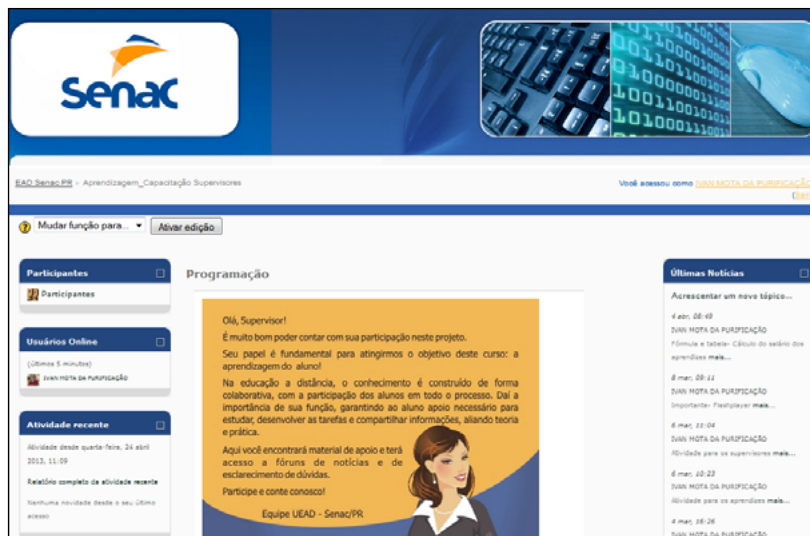 Senac
EAD Senac PR » Aprendizagem_Capacitação Supervisores
Você acessou como IVAN MOTA DA PURIFICAÇÃO
Mudar função para...
Ativar edição
Participantes
Participantes
Usuários Online
(últimos 5 minutos)
IVAN MOTA DA PURIFICAÇÃO
Atividade recente
Atividade desde quarta-feira, 24 abril
2013, 11:09
Relatório completo da atividade recente
Nenhuma novidade desde o seu último
acesso
Programação
Olá, Supervisor!
É muito bom poder contar com sua participação neste projeto.
Seu papel é fundamental para atingirmos o objetivo deste curso: a
aprendizagem do aluno!
Na educação a distância, o conhecimento é construído de forma
colaborativa, com a participação dos alunos em todo o processo. Daí a
importância de sua função, garantindo ao aluno apoio necessário para
estudar, desenvolver as tarefas e compartilhar informações, aliando teoria
e prática.
Aqui você encontrará material de apoio e terá
acesso a fóruns de notícias e de
esclarecimento de dúvidas.
Participe e conte conosco!
Equipe UEAD - Senac/PR
Últimas Notícias
Acrescentar um novo tópico...
4 abr, 08:49
IVAN MOTA DA PURIFICAÇÃO
Fórmula e tabela- Cálculo do salário dos
aprendizes mais...
8 mar, 09:11
IVAN MOTA DA PURIFICAÇÃO
Importante- Flashplayer mais...
6 mar, 11:04
IVAN MOTA DA PURIFICAÇÃO
Atividade para os supervisores mais...
6 mar, 10:23
IVAN MOTA DA PURIFICAÇÃO
Atividade para os aprendizes mais...
4 mar, 16:26
IVAN MOTA DA PURIFICAÇÃO